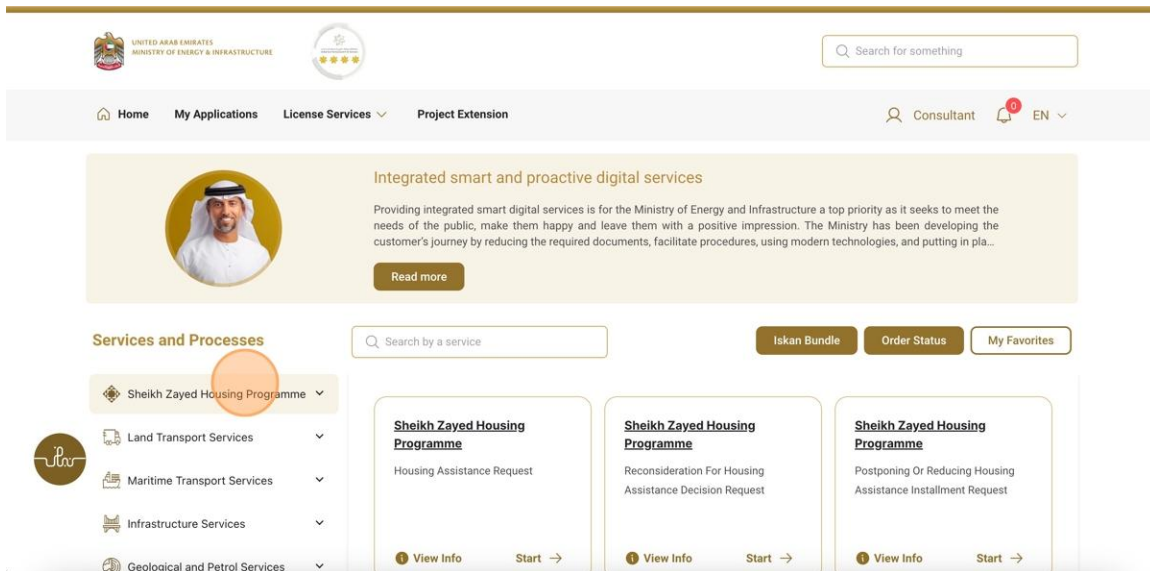 UNITED ARAB EMIRATES
MINISTRY OF ENERGY & INFRASTRUCTURE
Search for something
Home My Applications License Services Project Extension
Consultant 0 EN
Integrated smart and proactive digital services
Providing integrated smart digital services is for the Ministry of Energy and Infrastructure a top priority as it seeks to meet the
needs of the public, make them happy and leave them with a positive impression. The Ministry has been developing the
customer's journey by reducing the required documents, facilitate procedures, using modern technologies, and putting in pla...
Read more
Services and Processes
Search by a service
Iskan Bundle Order Status My Favorites
Sheikh Zayed Housing Programme
Land Transport Services
Maritime Transport Services
Infrastructure Services
Geological and Petrol Services
Sheikh Zayed Housing
Programme
Housing Assistance Request
View Info Start →
Sheikh Zayed Housing
Programme
Reconsideration For Housing
Assistance Decision Request
View Info Start →
Sheikh Zayed Housing
Programme
Postponing Or Reducing Housing
Assistance Installment Request
View Info Start →